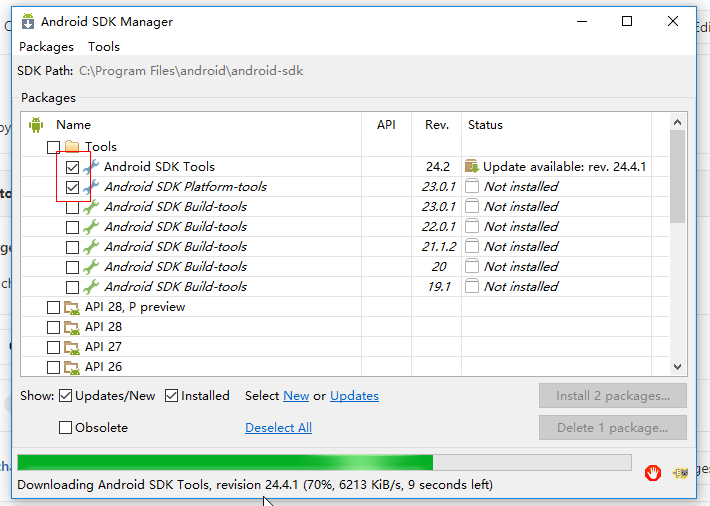 Android SDK Manager
Packages Tools
SDK Path: C:\Program Files\android\android-sdk
Packages
Name API Rev. Status
Tools
Android SDK Tools 24.2 Update available: rev. 24.4.1
Android SDK Platform-tools 23.0.1 Not installed
Android SDK Build-tools 23.0.1 Not installed
Android SDK Build-tools 22.0.1 Not installed
Android SDK Build-tools 21.1.2 Not installed
Android SDK Build-tools 20 Not installed
Android SDK Build-tools 19.1 Not installed
API 28, P preview
API 28
API 27
API 26
Show: Updates/New Installed Select New or Updates Install 2 packages...
Obsolete Deselect All Delete 1 package...
Downloading Android SDK Tools, revision 24.4.1 (70%, 6213 KiB/s, 9 seconds left)